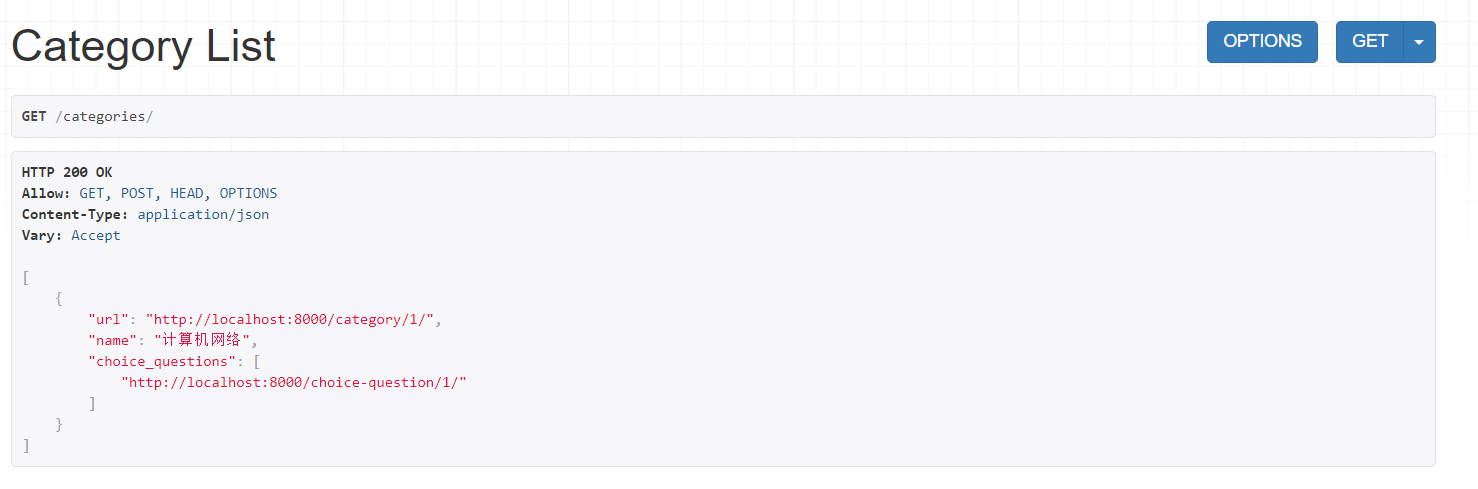 Category List
OPTIONS
GET
GET /categories/
HTTP 200 OK
Allow: GET, POST, HEAD, OPTIONS
Content-Type: application/json
Vary: Accept
[
    {
        "url": "http://localhost:8000/category/1/",
        "name": "计算机网络",
        "choice_questions": [
            "http://localhost:8000/choice-question/1/"
        ]
    }
]